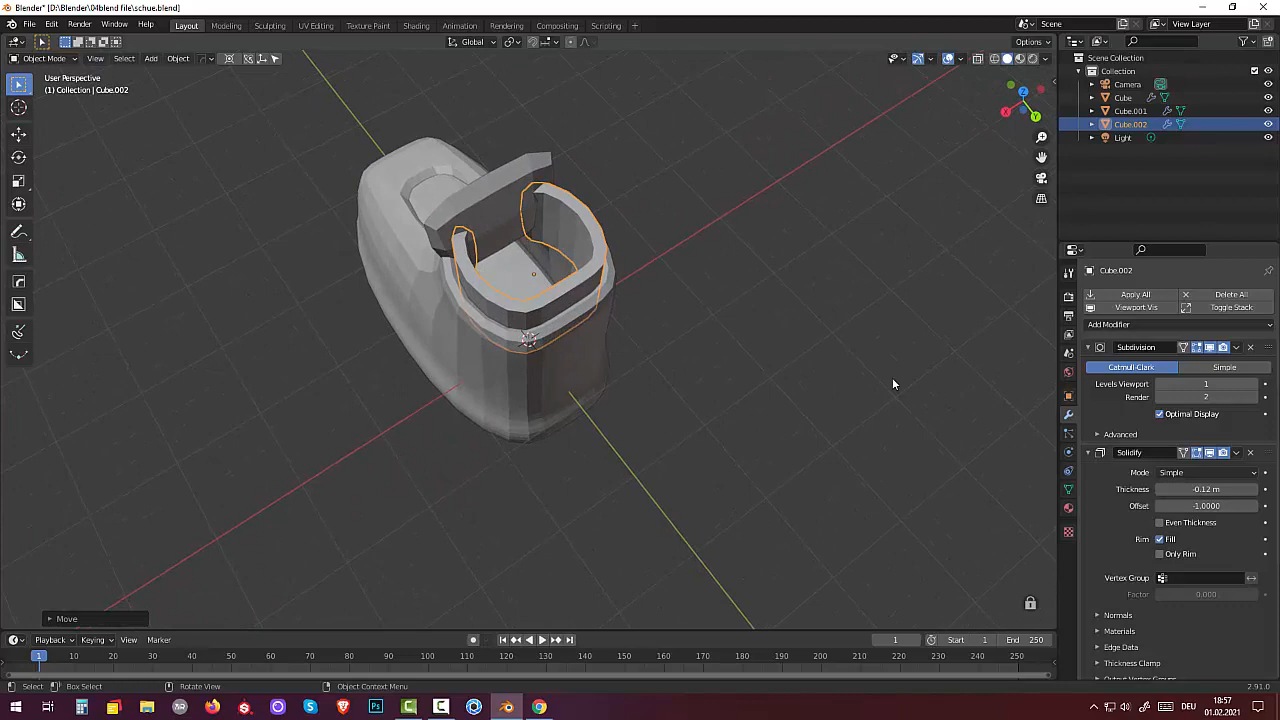 Blender* [D:\Blender\04blend file\schue.blend]
File Edit Render Window Help Layout Modeling Sculpting UV Editing Texture Paint Shading Animation Rendering Compositing Scripting Scene View Layer
Global Options
Object Mode View Select Add Object
User Perspective
(1) Collection | Cube.002
Scene Collection
Collection
Camera
Cube
Cube.001
Cube.002
Light
X
Y
Z
Cube.002
Apply All Delete All
Viewport Vis Toggle Stack
Add Modifier
Subdivision
Catmull-Clark Simple
Levels Viewport 1
Render 2
Optimal Display
Advanced
Solidify
Mode Simple
Thickness -0.12 m
Offset -1.0000
Even Thickness
Rim Fill
Only Rim
Vertex Group
Factor 0.000
Normals
Materials
Edge Data
Thickness Clamp
Output Vertex Groups
Move
Playback Keying View Marker 1 Start 1 End 250
1 10 20 30 40 50 60 70 80 90 100 110 120 130 140 150 160 170 180 190 200 210 220 230 240 250
Select Box Select Rotate View Object Context Menu 2.91.0
Ps DEU 18:57
01.02.2021